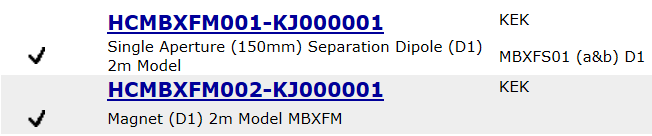 HCMBXFM001-KJ000001
KEK
Single Aperture (150mm) Separation Dipole (D1)
2m Model
MBXFS01 (a&b) D1
HCMBXFM002-KJ000001
KEK
Magnet (D1) 2m Model MBXFM